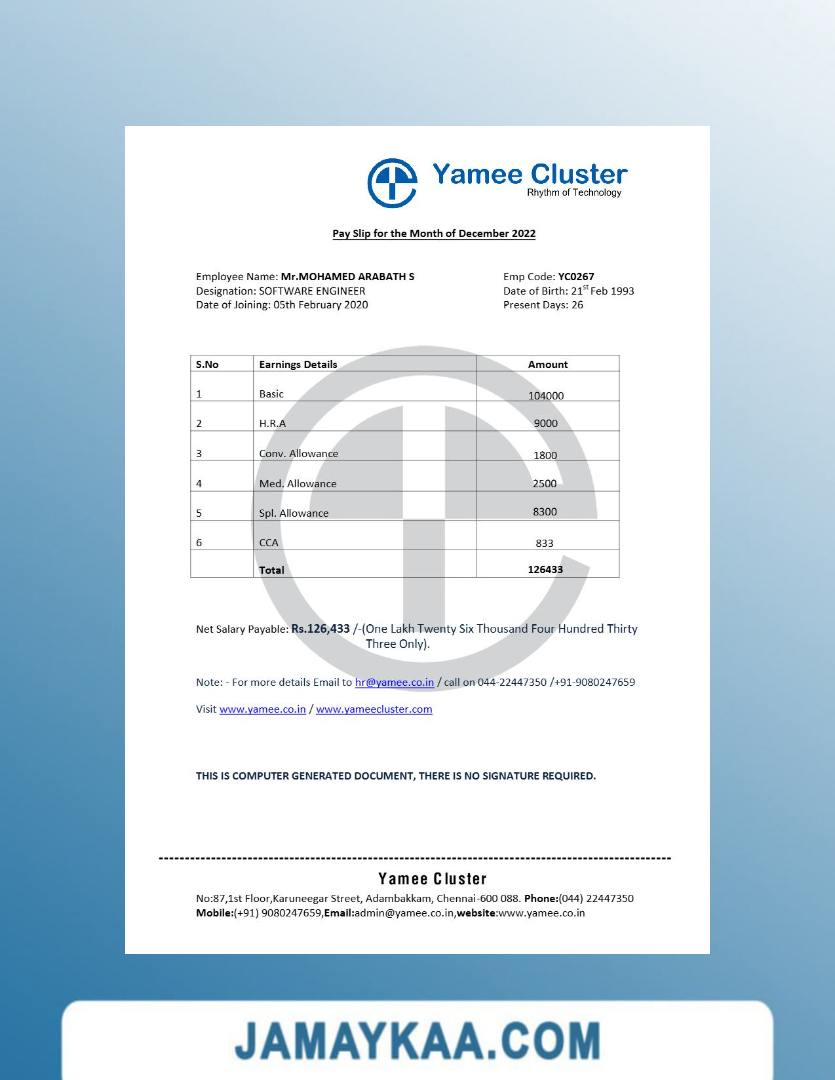 Yamee Cluster
Rhythm of Technology
Pay Slip for the Month of December 2022
Employee Name: Mr.MOHAMED ARABATH S Emp Code: YC0267
Designation: SOFTWARE ENGINEER Date of Birth: 21st Feb 1993
Date of Joining: 05th February 2020 Present Days: 26
S.No Earnings Details Amount
1 Basic 104000
2 H.R.A 9000
3 Conv. Allowance 1800
4 Med. Allowance 2500
5 Spl. Allowance 8300
6 CCA 833
Total 126433
Net Salary Payable: Rs.126,433 /-(One Lakh Twenty Six Thousand Four Hundred Thirty
Three Only).
Note: - For more details Email to hr@yamee.co.in / call on 044-22447350 /+91-9080247659
Visit www.yamee.co.in / www.yameecluster.com
THIS IS COMPUTER GENERATED DOCUMENT, THERE IS NO SIGNATURE REQUIRED.
Yamee Cluster
No:87,1st Floor,Karuneegar Street, Adambakkam, Chennai-600 088. Phone:(044) 22447350
Mobile:(+91) 9080247659,Email:admin@yamee.co.in,website:www.yamee.co.in
JAMAYKAA.COM